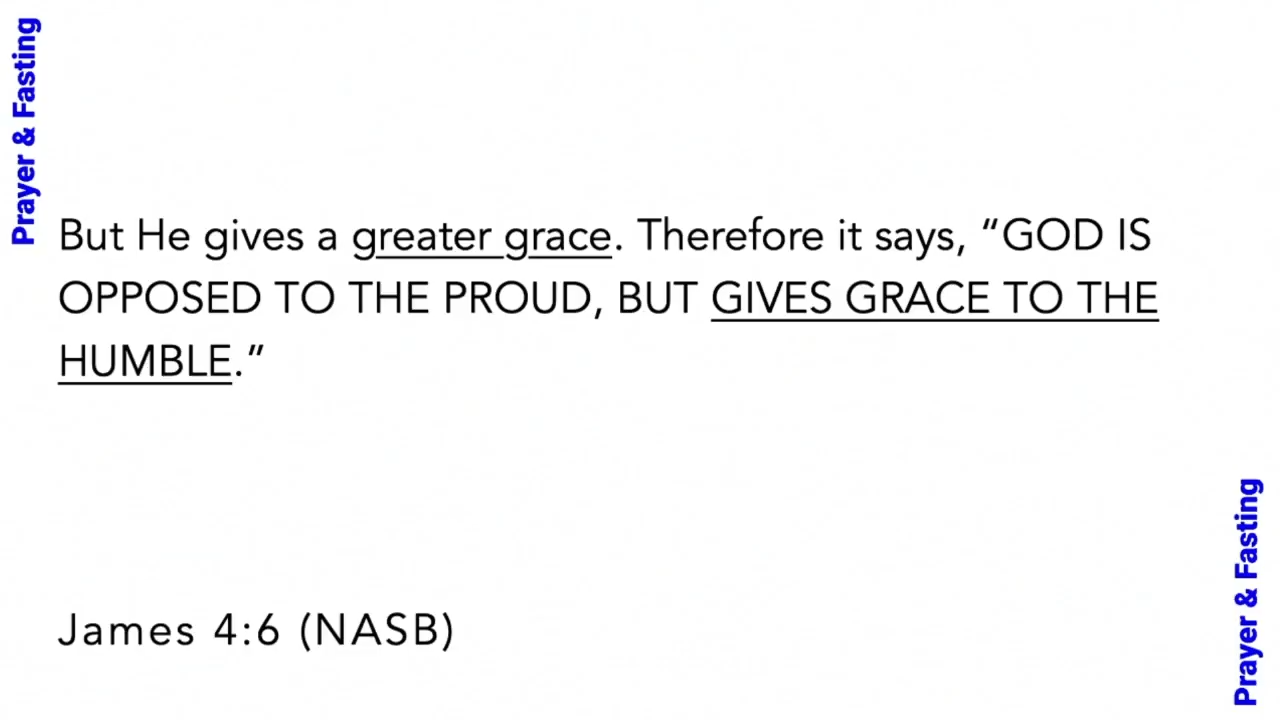 Prayer & Fasting
But He gives a greater grace. Therefore it says, “GOD IS
OPPOSED TO THE PROUD, BUT GIVES GRACE TO THE
HUMBLE.”
James 4:6 (NASB)
Prayer & Fasting